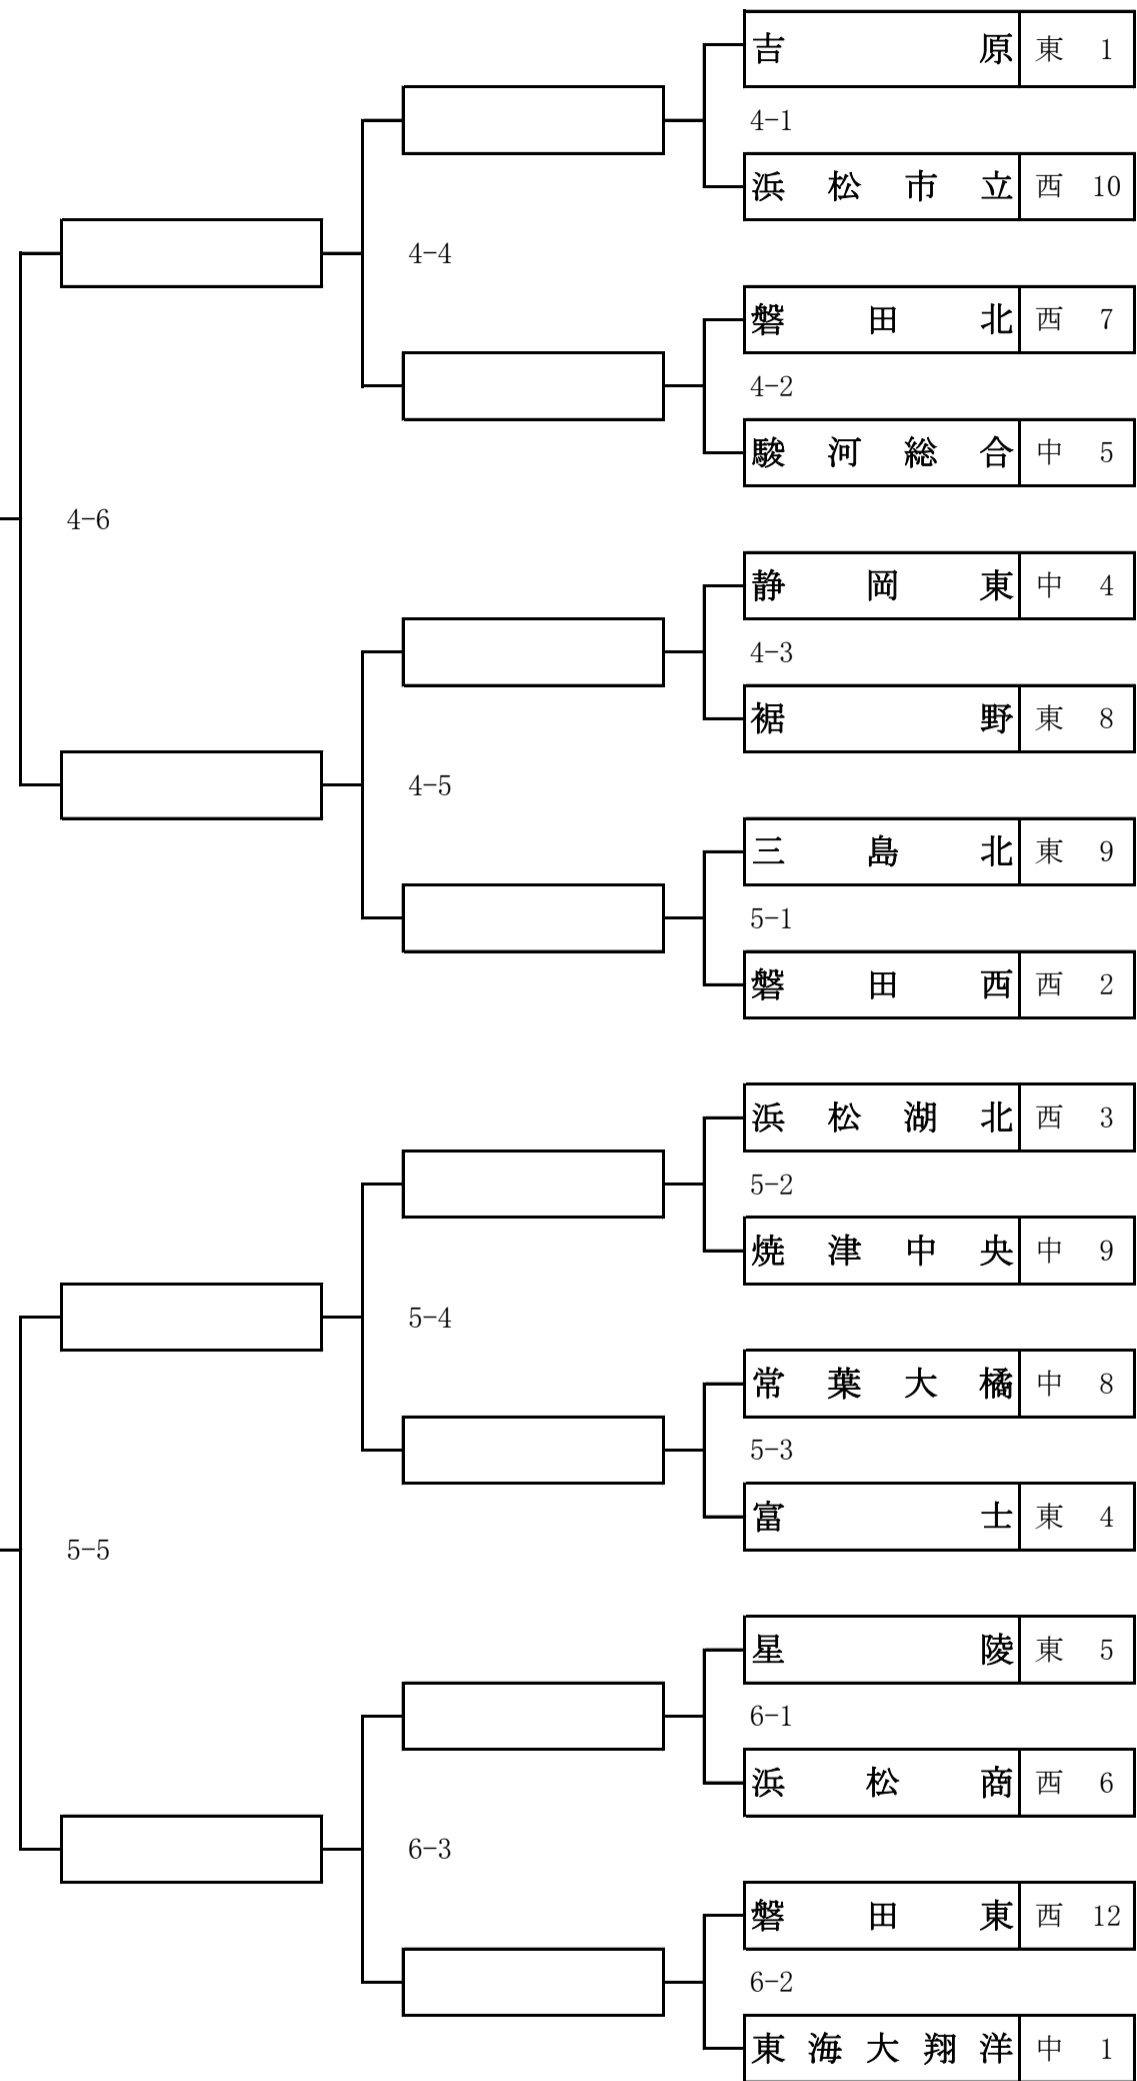 吉原 東 1
4-1
浜松市立 西 10
4-4
磐田北 西 7
4-2
駿河総合 中 5
4-6
静岡東 中 4
4-3
裾野 東 8
4-5
三島北 東 9
5-1
磐田西 西 2
浜松湖北 西 3
5-2
焼津中央 中 9
5-4
常葉大橘 中 8
5-3
富士 東 4
5-5
星陵 東 5
6-1
浜松商 西 6
6-3
磐田東 西 12
6-2
東海大翔洋 中 1